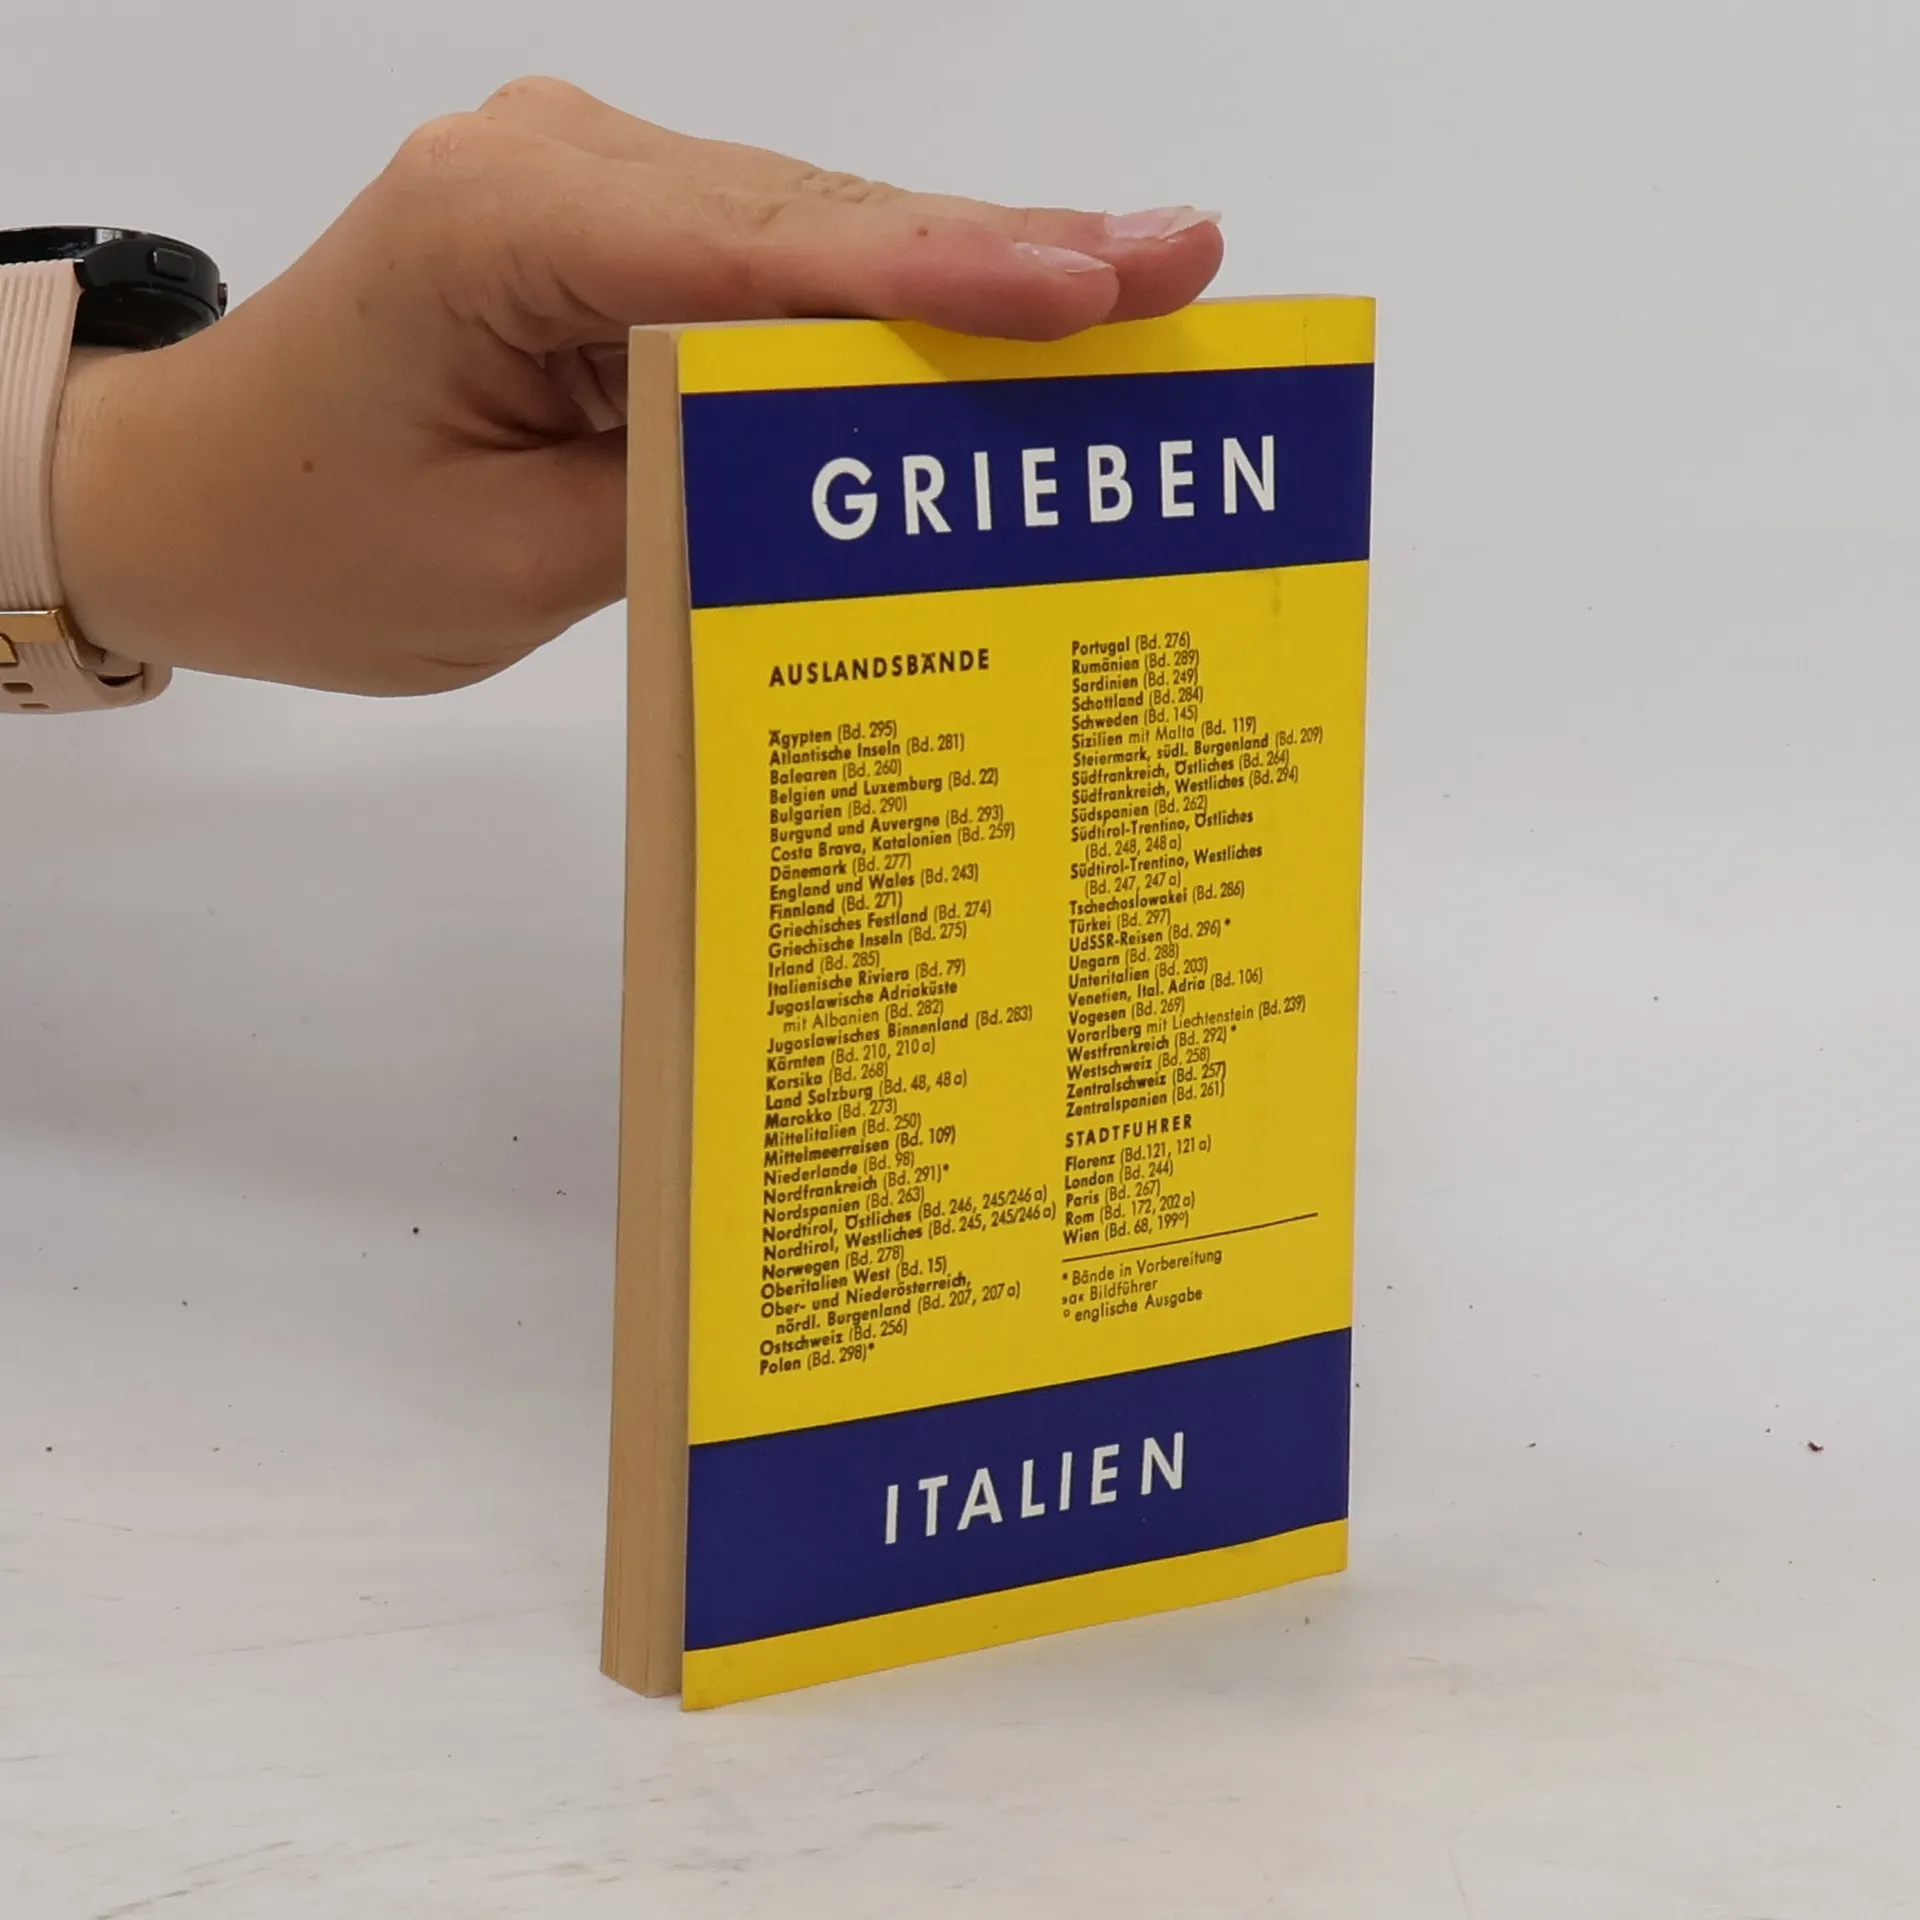 GRIEBEN
AUSLANDSBÄNDE
Ägypten (Bd. 295)
Atlantische Inseln (Bd. 281)
Balearen (Bd. 260)
Belgien und Luxemburg (Bd. 22)
Bulgarien (Bd. 290)
Burgund und Auvergne (Bd. 293)
Costa Brava, Katalonien (Bd. 259)
Dänemark (Bd. 277)
England und Wales (Bd. 243)
Finnland (Bd. 271)
Griechisches Festland (Bd. 274)
Griechische Inseln (Bd. 275)
Irland (Bd. 285)
Italienische Riviera (Bd. 79)
Jugoslawische Adriaküste
mit Albanien (Bd. 282)
Jugoslawisches Binnenland (Bd. 283)
Kärnten (Bd. 210, 210 a)
Korsika (Bd. 268)
Land Salzburg (Bd. 48, 48 a)
Marokko (Bd. 273)
Mittelitalien (Bd. 250)
Mittelmeerreisen (Bd. 109)
Niederlande (Bd. 98)
Nordfrankreich (Bd. 291)*
Nordspanien (Bd. 263)
Nordtirol, Östliches (Bd. 246, 245/246 a)
Nordtirol, Westliches (Bd. 245, 245/246 a)
Norwegen (Bd. 278)
Oberitalien West (Bd. 15)
Ober- und Niederösterreich,
nördl. Burgenland (Bd. 207, 207 a)
Ostschweiz (Bd. 256)
Polen (Bd. 298)*
Portugal (Bd. 276)
Rumänien (Bd. 289)
Sardinien (Bd. 249)
Schottland (Bd. 284)
Schweden (Bd. 145)
Sizilien mit Malta (Bd. 119)
Steiermark, südl. Burgenland (Bd. 209)
Südfrankreich, Östliches (Bd. 264)
Südfrankreich, Westliches (Bd. 294)
Südspanien (Bd. 262)
Südtirol-Trentino, Östliches
(Bd. 248, 248 a)
Südtirol-Trentino, Westliches
(Bd. 247, 247 a)
Tschechoslowakei (Bd. 286)
Türkei (Bd. 297)
UdSSR-Reisen (Bd. 296)*
Ungarn (Bd. 288)
Unteritalien (Bd. 203)
Venetien, Ital. Adria (Bd. 106)
Vogesen (Bd. 269)
Vorarlberg mit Liechtenstein (Bd. 239)
Westfrankreich (Bd. 292)*
Westschweiz (Bd. 258)
Zentralschweiz (Bd. 257)
Zentralspanien (Bd. 261)
STADTFUHRER
Florenz (Bd. 121, 121 a)
London (Bd. 244)
Paris (Bd. 267)
Rom (Bd. 172, 202 a)
Wien (Bd. 68, 199°)
* Bände in Vorbereitung
»a« Bildführer
° englische Ausgabe
ITALIEN